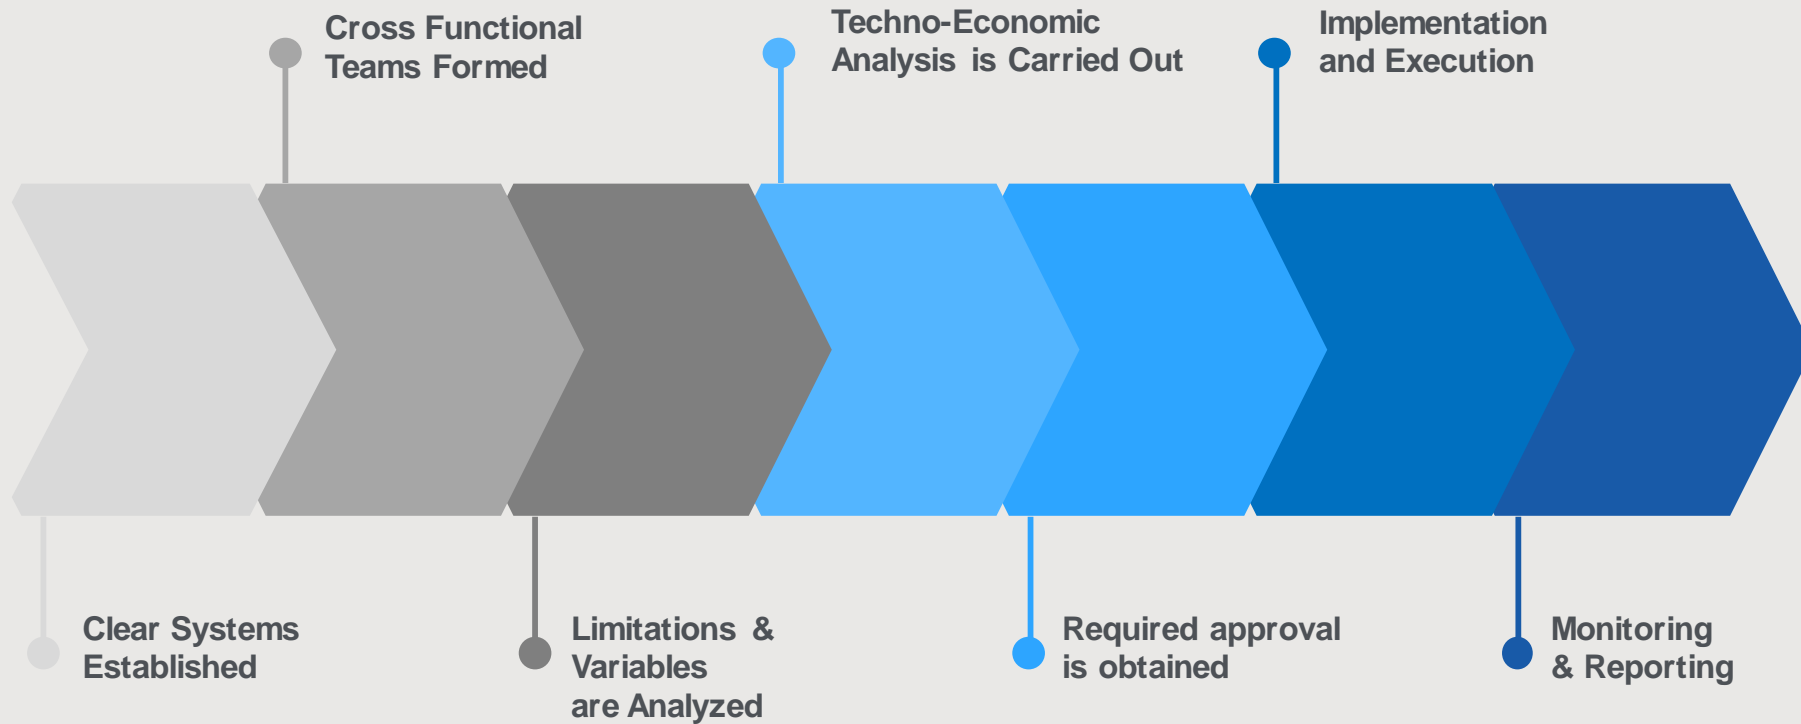 Cross Functional
Teams Formed
Techno-Economic
Analysis is Carried Out
Implementation
and Execution
Clear Systems
Established
Limitations &
Variables
are Analyzed
Required approval
is obtained
Monitoring
& Reporting